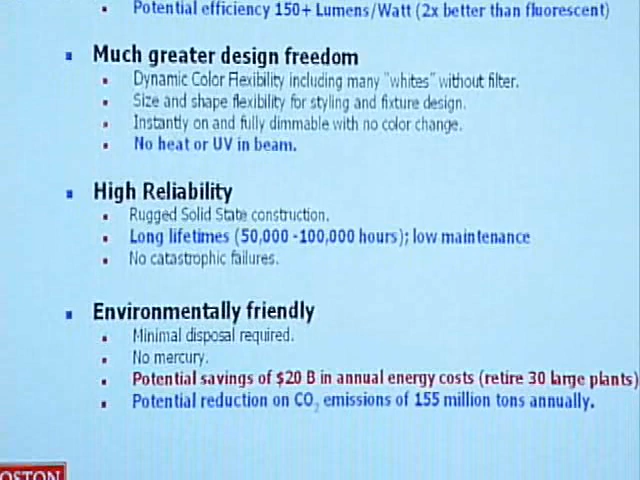 Potential efficiency 150+ Lumens/Watt (2x better than fluorescent)
Much greater design freedom
Dynamic Color Flexibility including many "whites" without filter.
Size and shape flexibility for styling and fixture design.
Instantly on and fully dimmable with no color change.
No heat or UV in beam.
High Reliability
Rugged Solid State construction.
Long lifetimes (50,000 -100,000 hours); low maintenance
No catastrophic failures.
Environmentally friendly
Minimal disposal required.
No mercury.
Potential savings of $20 B in annual energy costs (retire 30 large plants)
Potential reduction on CO2 emissions of 155 million tons annually.
OSTON